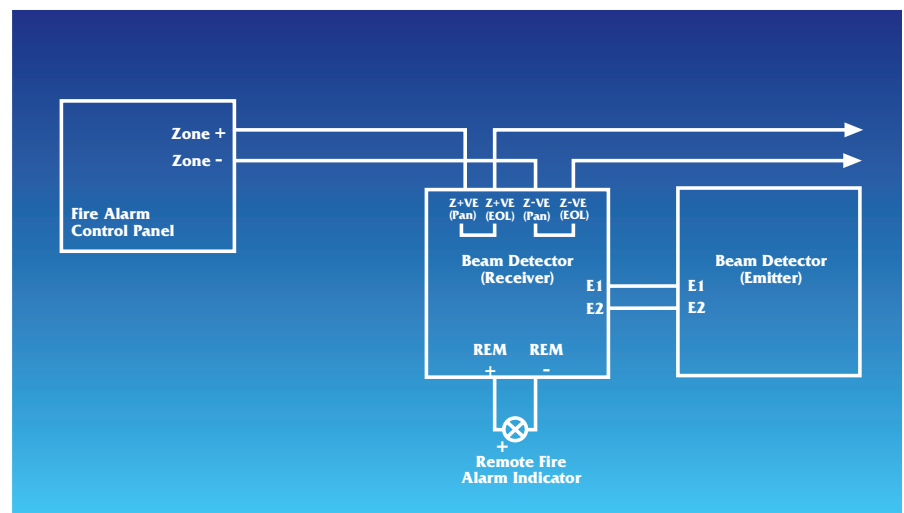 Zone +
Zone -
Fire Alarm
Control Panel
Z+VE Z+VE Z-VE Z-VE
(Pan) (EOL) (Pan) (EOL)
Beam Detector
(Receiver)
E1
E2
REM REM
+ -
Beam Detector
(Emitter)
E1
E2
+
Remote Fire
Alarm Indicator